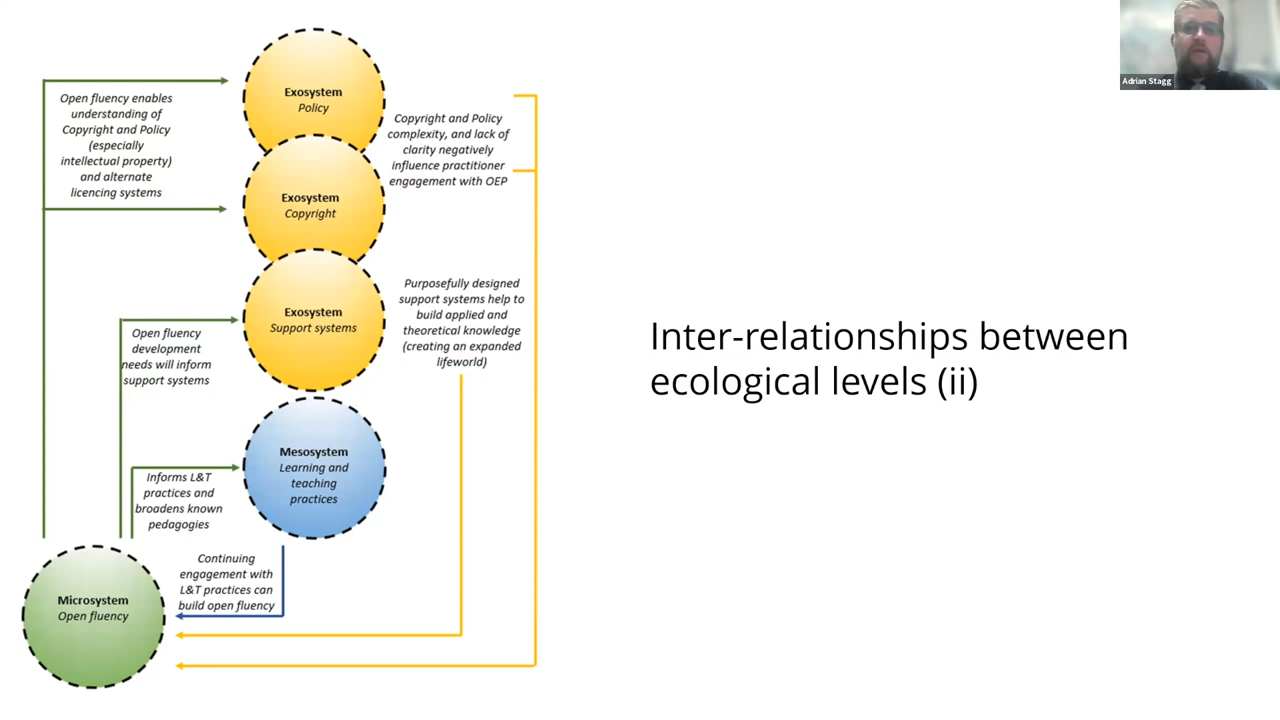 Exosystem
Policy
Open fluency enables
understanding of
Copyright and Policy
(especially
intellectual property)
and alternate
licencing systems
Copyright and Policy
complexity, and lack of
clarity negatively
influence practitioner
engagement with OEP
Exosystem
Copyright
Exosystem
Support systems
Purposefully designed
support systems help to
build applied and
theoretical knowledge
(creating an expanded
lifeworld)
Open fluency
development
needs will inform
support systems
Mesosystem
Learning and
teaching
practices
Informs L&T
practices and
broadens known
pedagogies
Continuing
engagement with
L&T practices can
build open fluency
Microsystem
Open fluency
Inter-relationships between
ecological levels (ii)
Adrian Stagg